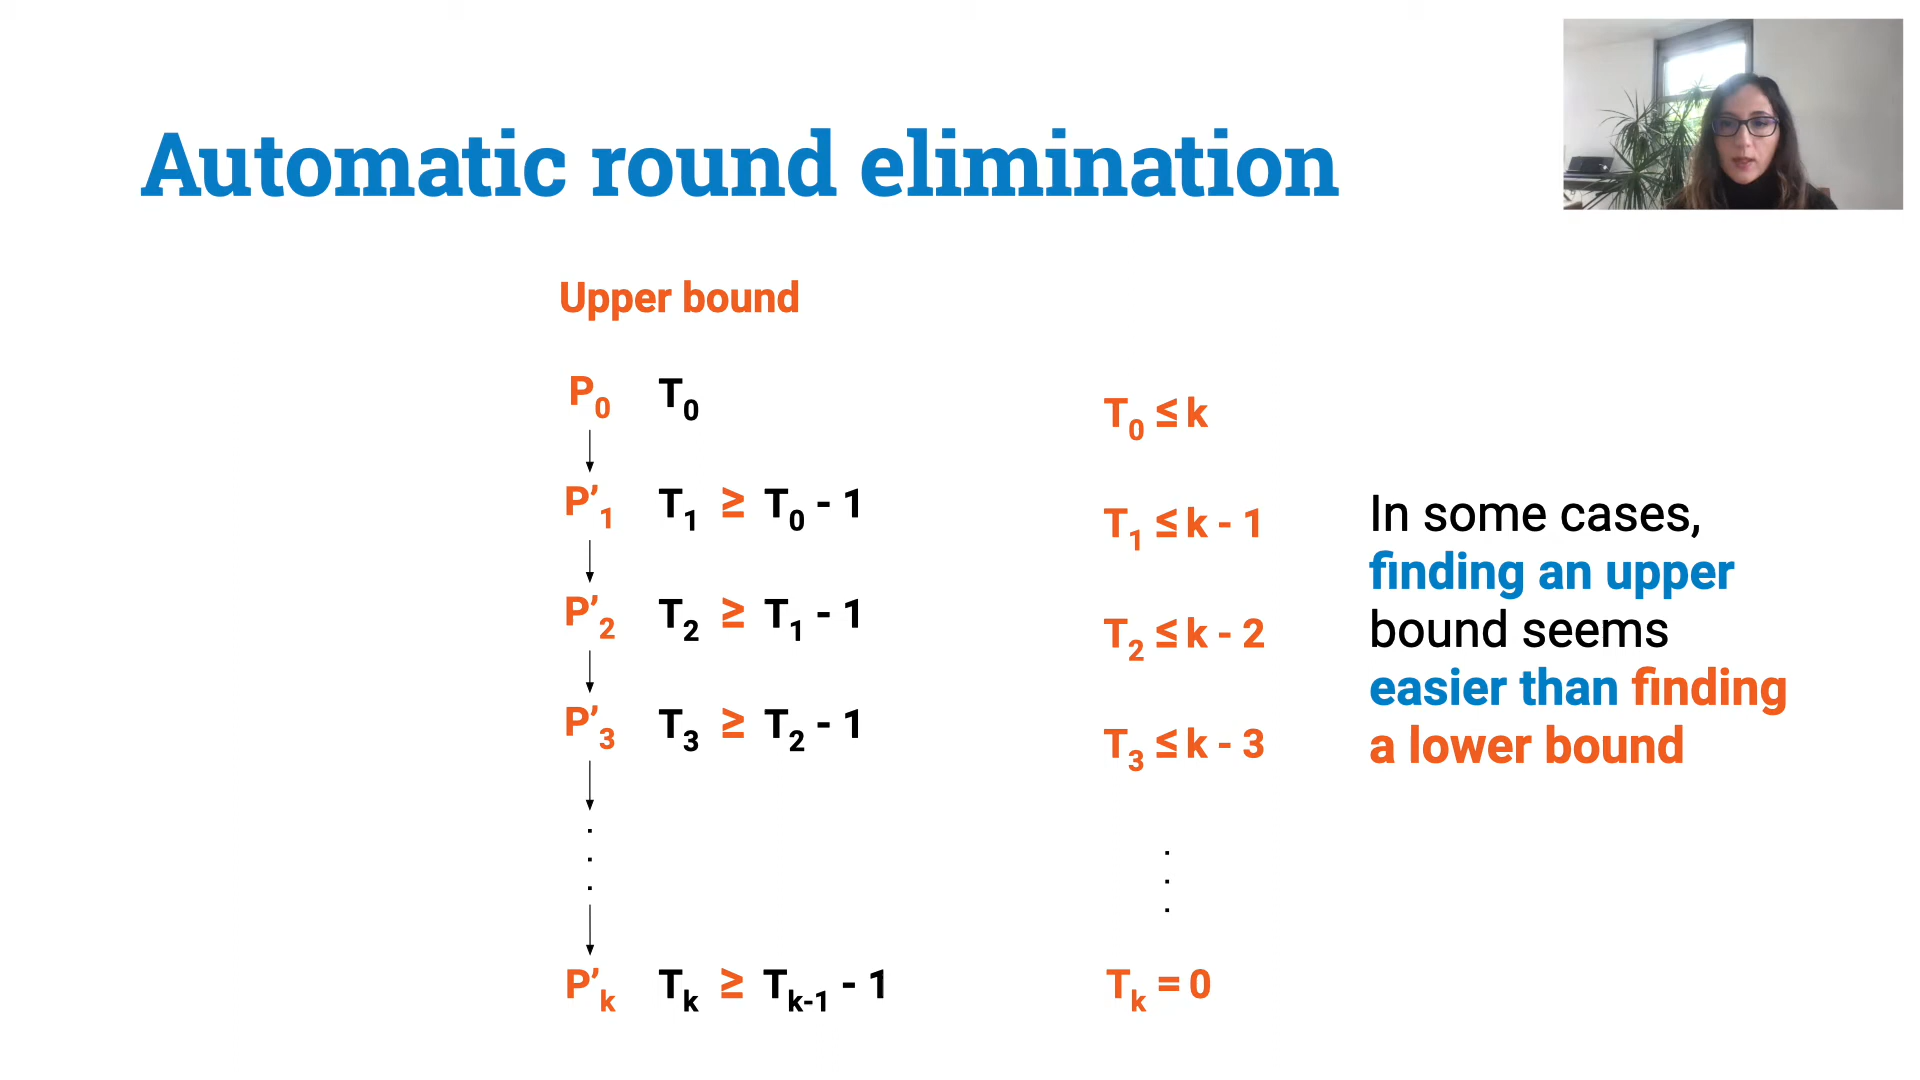 Automatic round elimination
Upper bound
P0 T0
T0 ≤ k
P’1 T1 ≥ T0 - 1
T1 ≤ k - 1
P’2 T2 ≥ T1 - 1
T2 ≤ k - 2
P’3 T3 ≥ T2 - 1
T3 ≤ k - 3
.
.
.
.
.
.
P’k Tk ≥ Tk-1 - 1
Tk = 0
In some cases,
finding an upper
bound seems
easier than finding
a lower bound